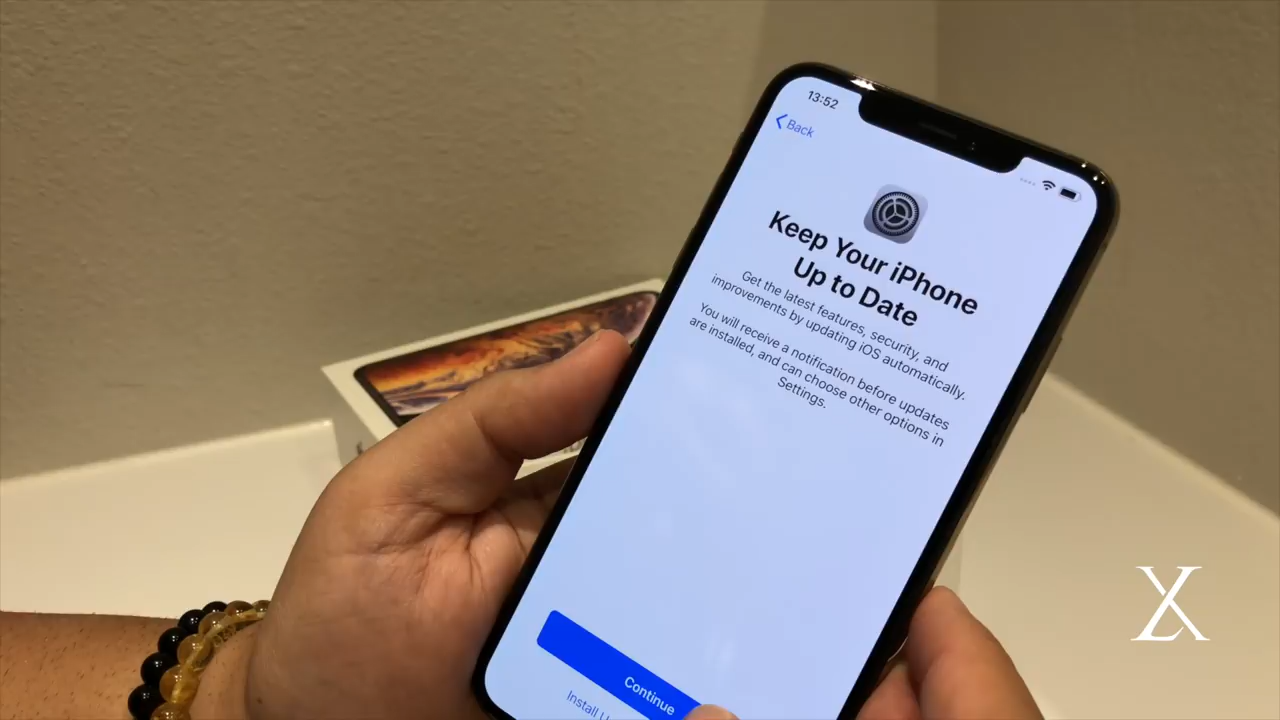 13:52
Back
Keep Your iPhone
Up to Date
Get the latest features, security, and
improvements by updating iOS automatically.
You will receive a notification before updates
are installed, and can choose other options in
Settings.
Continue
Install